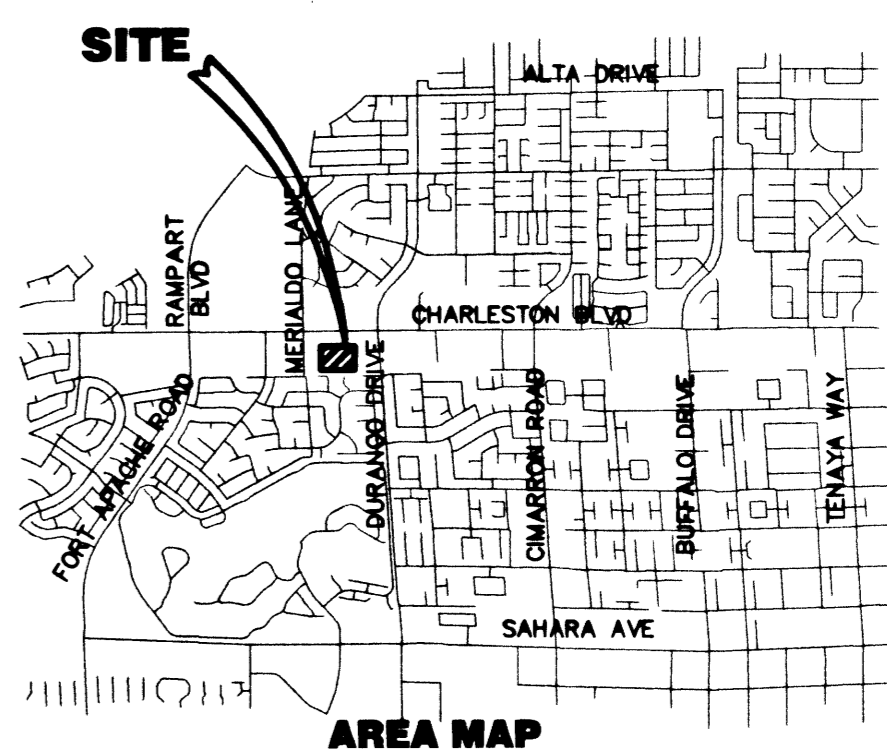 SITE
ALTA DRIVE
RAMPART
BLVD
MERIALDO LANE
CHARLESTON BLVD
FORT APACHE ROAD
DURANGO DRIVE
CIMARRON ROAD
BUFFALO DRIVE
TENAYA WAY
SAHARA AVE
AREA MAP